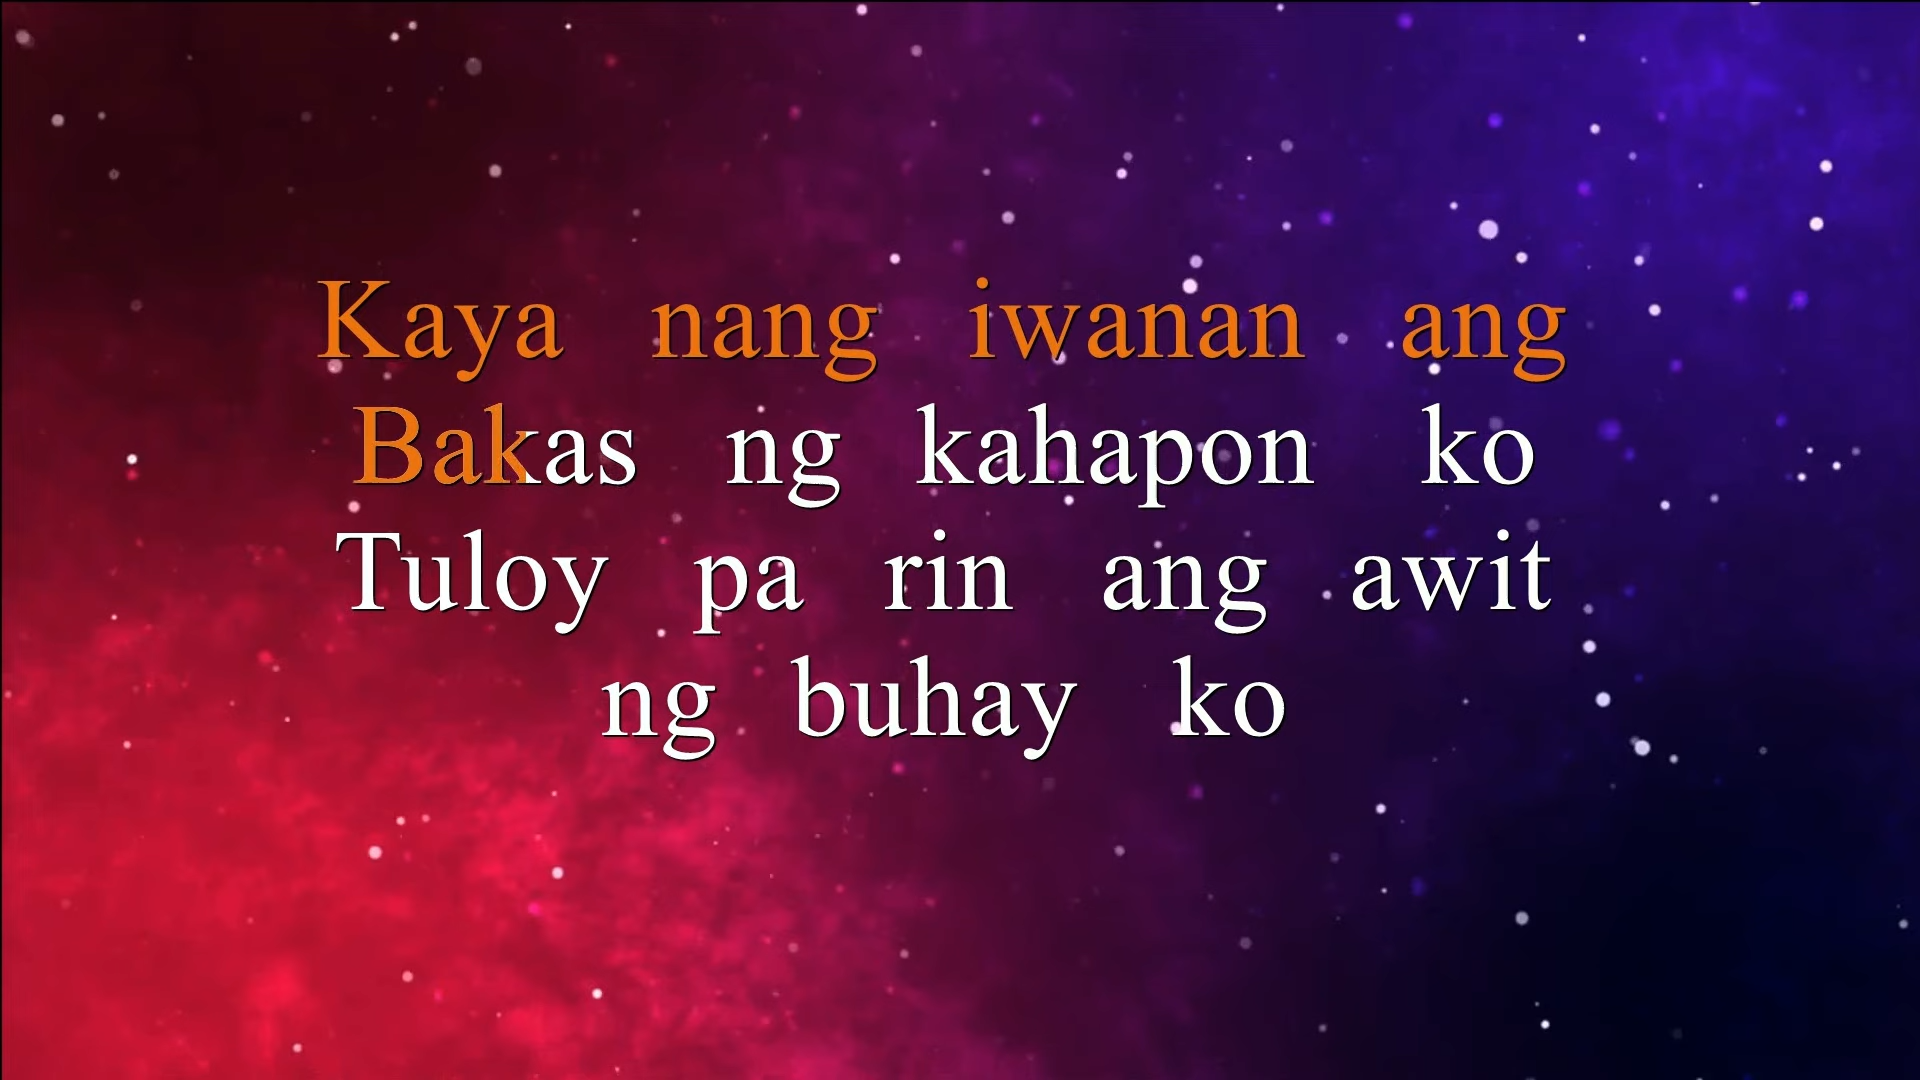 Kaya nang iwanan ang
Bakas ng kahapon ko
Tuloy pa rin ang awit
ng buhay ko